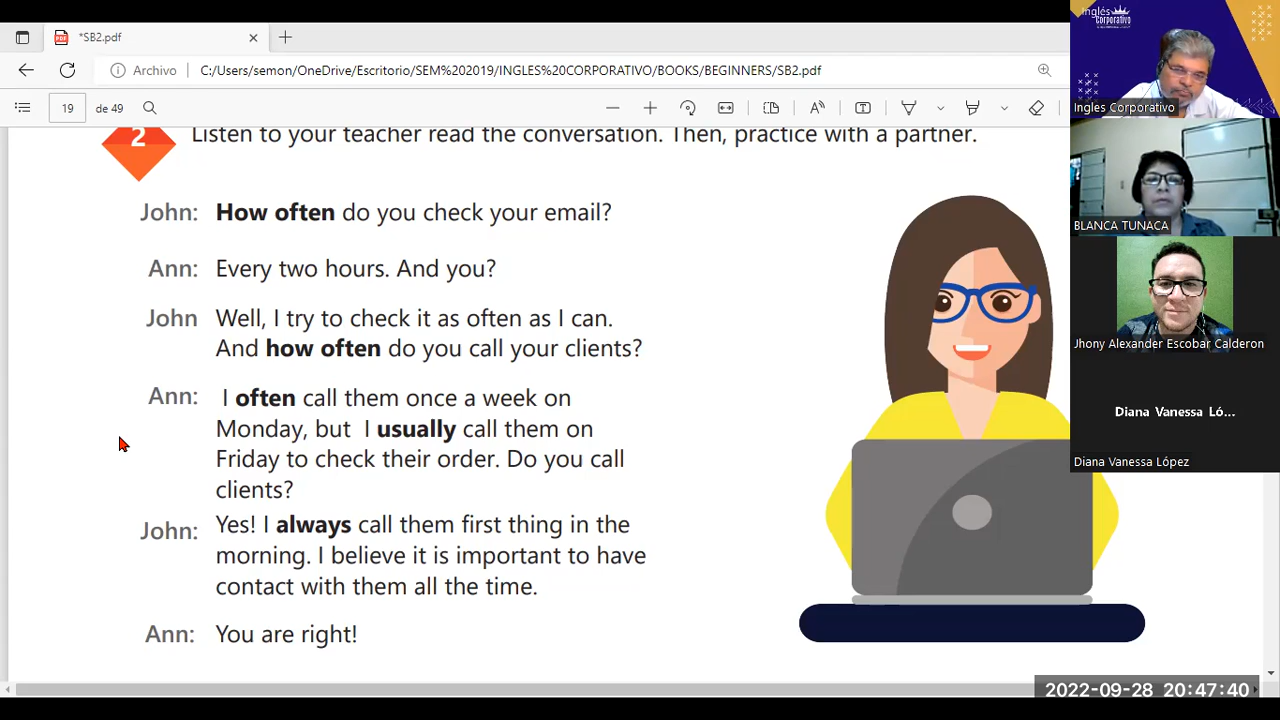 *SB2.pdf
Archivo
C:/Users/semon/OneDrive/Escritorio/SEM%2039%2019/INGLES%20CORPORATIVO/BOOKS/BEGINNERS/SB2.pdf
19
de 49
2
Listen to your teacher read the conversation. Then, practice with a partner.
John: How often do you check your email?
Ann: Every two hours. And you?
John Well, I try to check it as often as I can.
And how often do you call your clients?
Ann: I often call them once a week on
Monday, but I usually call them on
Friday to check their order. Do you call
clients?
John: Yes! I always call them first thing in the
morning. I believe it is important to have
contact with them all the time.
Ann: You are right!
Inglés
Corporativo
Ingles Corporativo
BLANCA TUNACA
Jhony Alexander Escobar Calderon
Diana Vanessa Ló...
Diana Vanessa López
2022-09-28 20:47:40